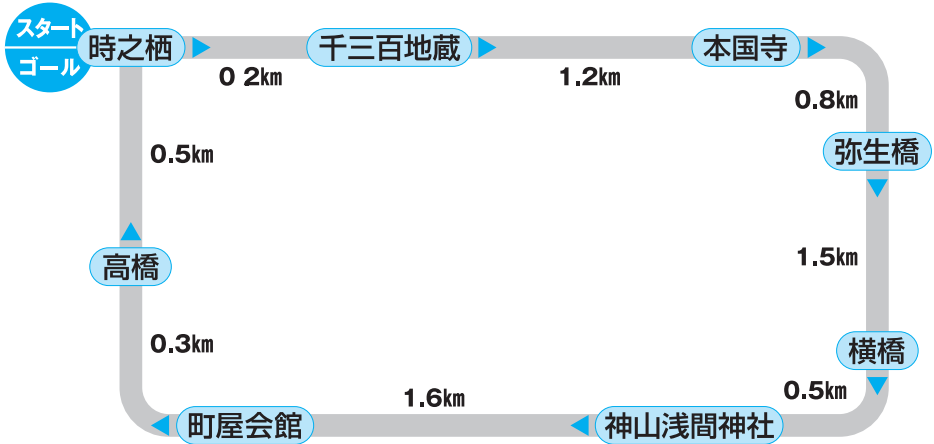 スタート
ゴール
時之栖
千三百地蔵
本国寺
0 2㎞
1.2㎞
0.8㎞
弥生橋
1.5㎞
横橋
0.5㎞
神山浅間神社
1.6㎞
町屋会館
0.3㎞
高橋
0.5㎞